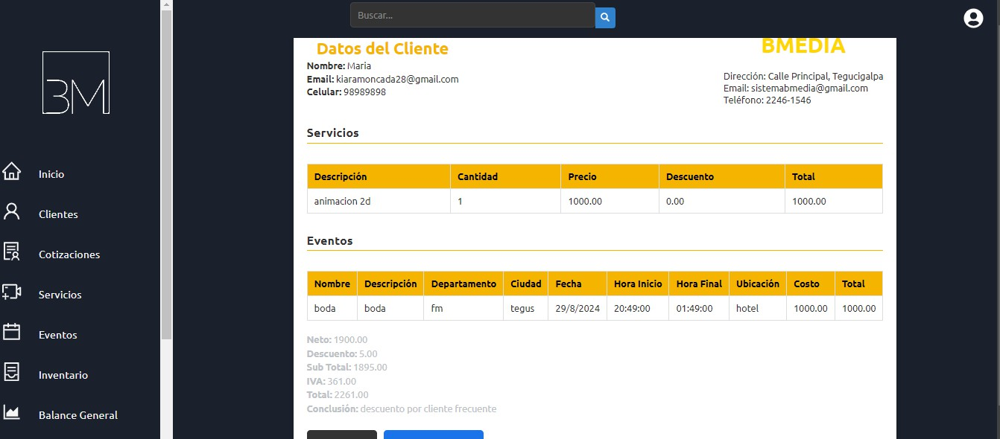 Buscar...
BM
Inicio
Clientes
Cotizaciones
Servicios
Eventos
Inventario
Balance General
Datos del Cliente
Nombre: Maria
Email: kiaramoncada28@gmail.com
Celular: 98989898
BMEDIA
Dirección: Calle Principal, Tegucigalpa
Email: sistemabmedia@gmail.com
Teléfono: 2246-1546
Servicios
Descripción Cantidad Precio Descuento Total
animacion 2d 1 1000.00 0.00 1000.00
Eventos
Nombre Descripción Departamento Ciudad Fecha Hora Inicio Hora Final Ubicación Costo Total
boda boda fm tegus 29/8/2024 20:49:00 01:49:00 hotel 1000.00 1000.00
Neto: 1900.00
Descuento: 5.00
Sub Total: 1895.00
IVA: 361.00
Total: 2261.00
Conclusión: descuento por cliente frecuente